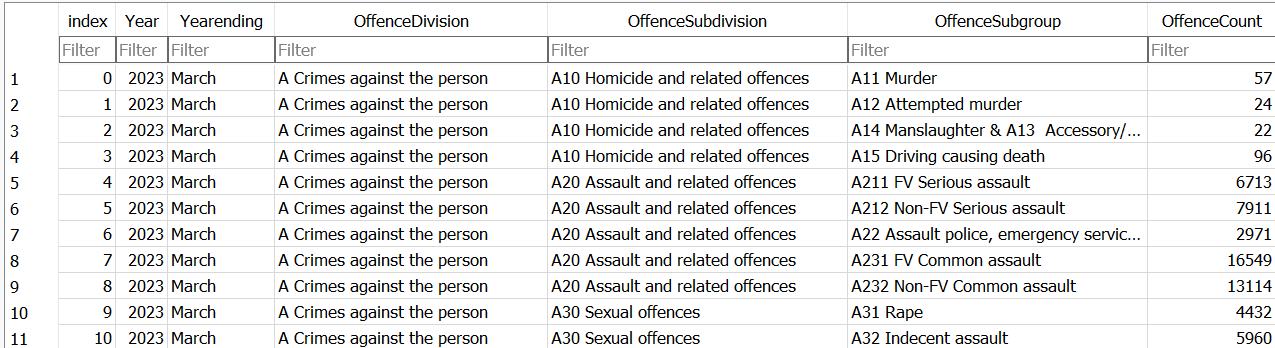 index Year Yearending OffenceDivision OffenceSubdivision OffenceSubgroup OffenceCount
Filter Filter Filter Filter Filter Filter Filter
1 0 2023 March A Crimes against the person A10 Homicide and related offences A11 Murder 57
2 1 2023 March A Crimes against the person A10 Homicide and related offences A12 Attempted murder 24
3 2 2023 March A Crimes against the person A10 Homicide and related offences A14 Manslaughter & A13 Accessory/... 22
4 3 2023 March A Crimes against the person A10 Homicide and related offences A15 Driving causing death 96
5 4 2023 March A Crimes against the person A20 Assault and related offences A211 FV Serious assault 6713
6 5 2023 March A Crimes against the person A20 Assault and related offences A212 Non-FV Serious assault 7911
7 6 2023 March A Crimes against the person A20 Assault and related offences A22 Assault police, emergency servic... 2971
8 7 2023 March A Crimes against the person A20 Assault and related offences A231 FV Common assault 16549
9 8 2023 March A Crimes against the person A20 Assault and related offences A232 Non-FV Common assault 13114
10 9 2023 March A Crimes against the person A30 Sexual offences A31 Rape 4432
11 10 2023 March A Crimes against the person A30 Sexual offences A32 Indecent assault 5960